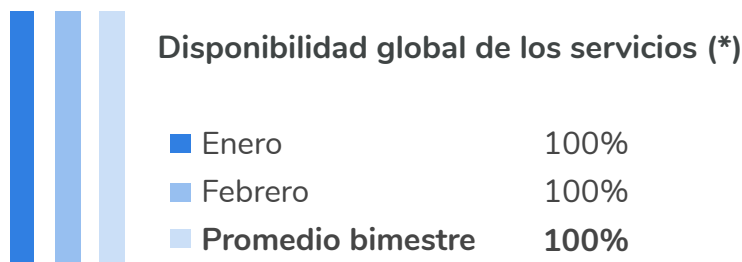 Disponibilidad global de los servicios (*)
Enero 100%
Febrero 100%
Promedio bimestre 100%